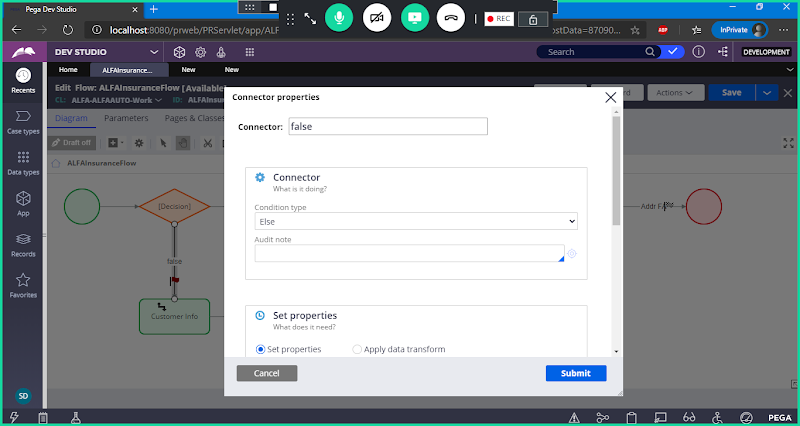 Pega Dev Studio
localhost:8080/prweb/PRServlet/app/ALF
REC
ostData=87090...
ABP
InPrivate
DEV STUDIO
Search
DEVELOPMENT
Home
ALFAInsurance...
New
New
Recents
Edit Flow: ALFAInsuranceFlow [Available
CL: ALFA-ALFAAUTO-Work
ID: ALFAIns
Actions
Save
Diagram
Parameters
Pages & Classes
Draft off
ALFAInsuranceFlow
Case types
Data types
App
Records
Favorites
[Decision]
false
Customer Info
Connector properties
Connector: false
Connector
What is it doing?
Condition type
Else
Audit note
Set properties
What does it need?
Set properties
Apply data transform
Cancel
Submit
SD
PEGA